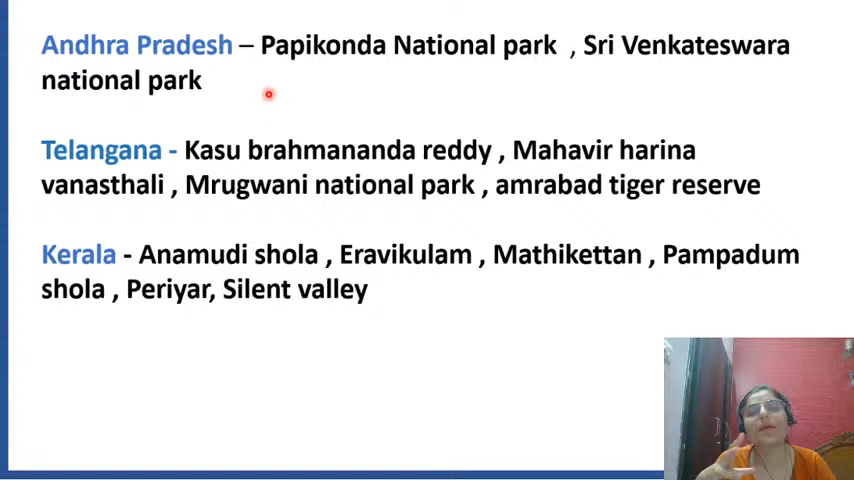 Andhra Pradesh – Papikonda National park , Sri Venkateswara
national park
Telangana - Kasu brahmananda reddy , Mahavir harina
vanasthali , Mrugwani national park , amrabad tiger reserve
Kerala - Anamudi shola , Eravikulam , Mathikettan , Pampadum
shola , Periyar, Silent valley